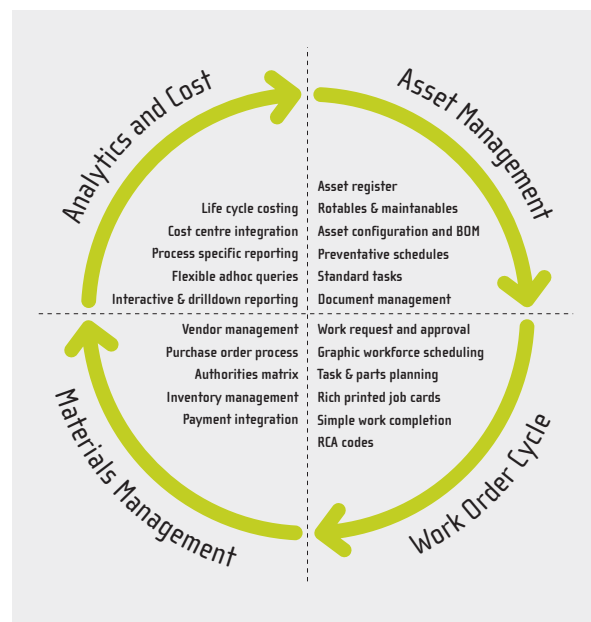 Analytics and Cost
Asset Management
Asset register
Life cycle costing
Rotables & maintanables
Cost centre integration
Asset configuration and BOM
Process specific reporting
Preventative schedules
Flexible adhoc queries
Standard tasks
Interactive & drilldown reporting
Document management
Vendor management
Work request and approval
Purchase order process
Graphic workforce scheduling
Authorities matrix
Task & parts planning
Inventory management
Rich printed job cards
Payment integration
Simple work completion
RCA codes
Materials Management
Work Order Cycle